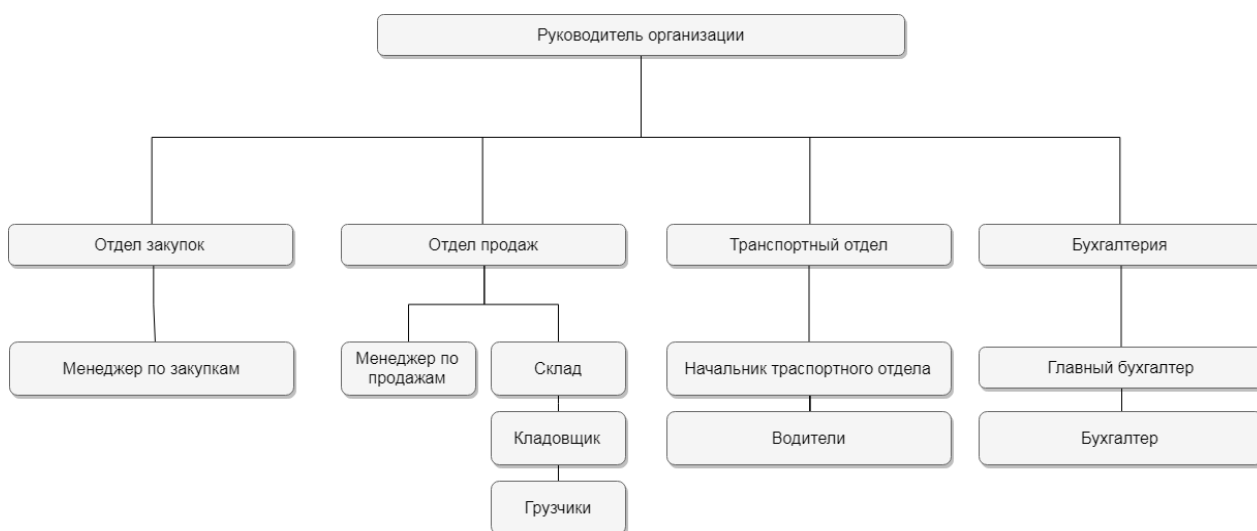 Руководитель организации
Отдел закупок
Отдел продаж
Транспортный отдел
Бухгалтерия
Менеджер по закупкам
Менеджер по
продажам
Склад
Начальник траспортного отдела
Главный бухгалтер
Кладовщик
Водители
Бухгалтер
Грузчики